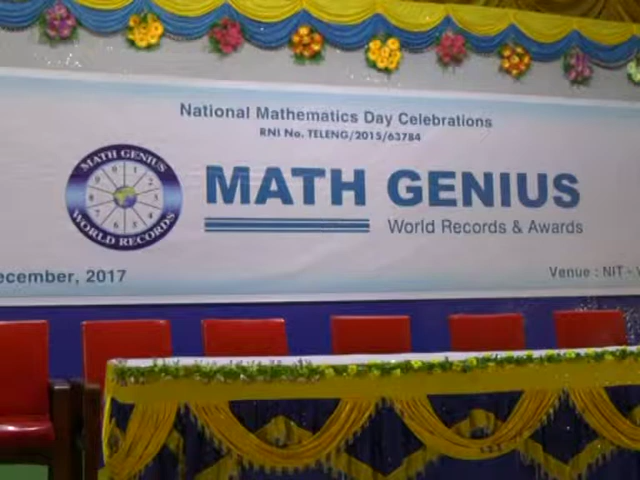 National Mathematics Day Celebrations
RNI No. TELENG/2015/63784
MATH GENIUS
WORLD RECORDS
MATH GENIUS
World Records & Awards
ecember, 2017
Venue : NIT -